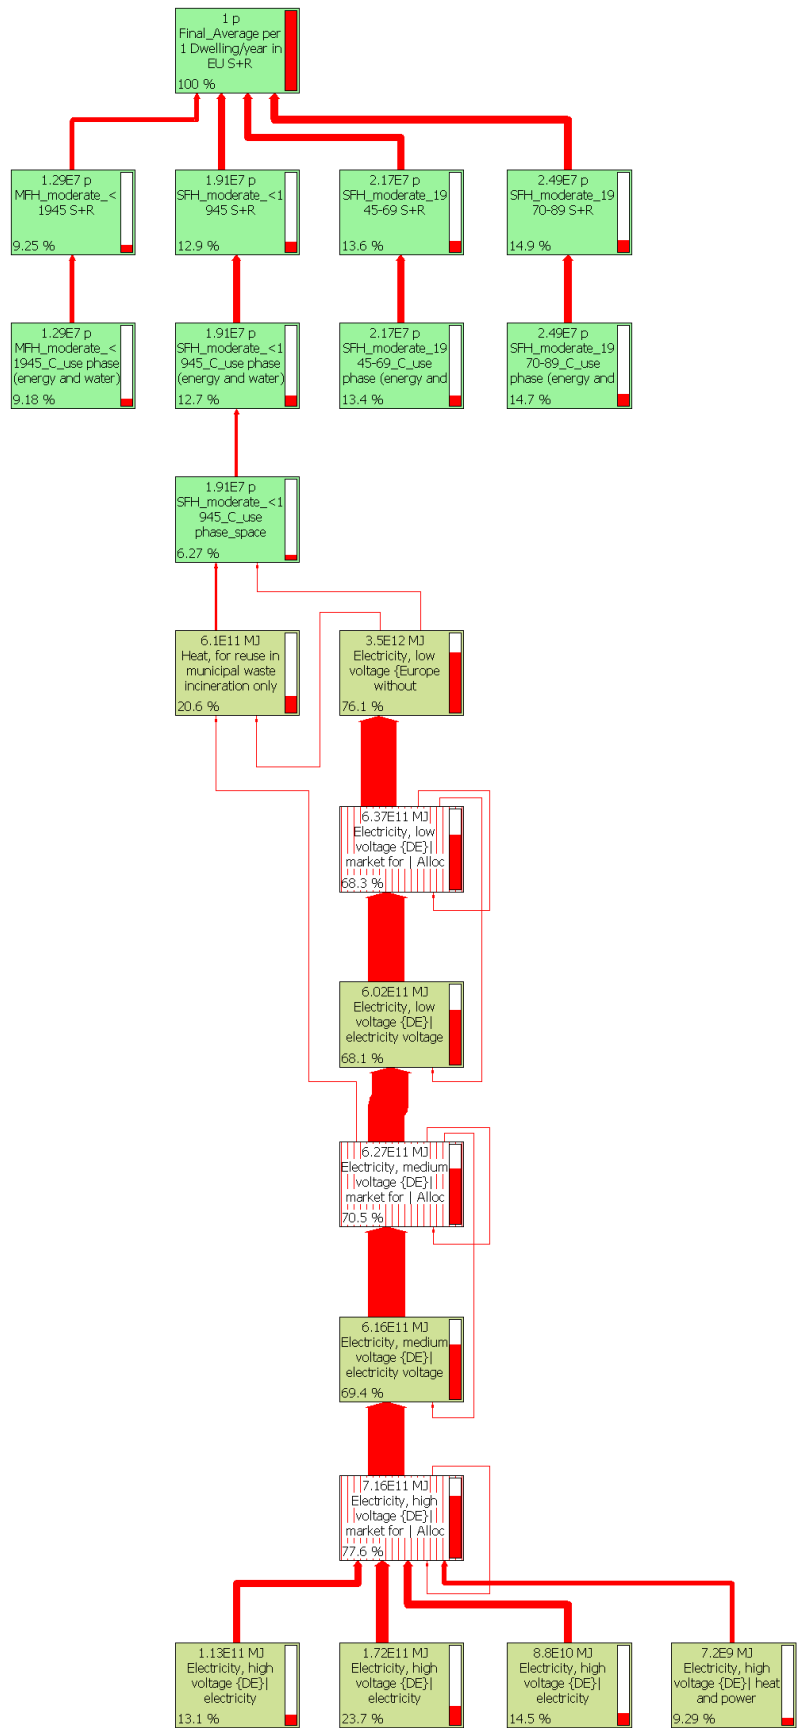 1 p
Final_Average per
1 Dwelling/year in
EU S+R
100 %
1.29E7 p
MFH_moderate_<
1945 S+R
9.25 %
1.91E7 p
SFH_moderate_<1
945 S+R
12.9 %
2.17E7 p
SFH_moderate_19
45-69 S+R
13.6 %
2.49E7 p
SFH_moderate_19
70-89 S+R
14.9 %
1.29E7 p
MFH_moderate_<
1945_C_use phase
(energy and water)
9.18 %
1.91E7 p
SFH_moderate_<1
945_C_use phase
(energy and water)
12.7 %
2.17E7 p
SFH_moderate_19
45-69_C_use
phase (energy and
13.4 %
2.49E7 p
SFH_moderate_19
70-89_C_use
phase (energy and
14.7 %
1.91E7 p
SFH_moderate_<1
945_C_use
phase_space
6.27 %
6.1E11 MJ
Heat, for reuse in
municipal waste
incineration only
20.6 %
3.5E12 MJ
Electricity, low
voltage {Europe
without
76.1 %
6.37E11 MJ
Electricity, low
voltage {DE}|
market for | Alloc
68.3 %
6.02E11 MJ
Electricity, low
voltage {DE}|
electricity voltage
68.1 %
6.27E11 MJ
Electricity, medium
voltage {DE}|
market for | Alloc
70.5 %
6.16E11 MJ
Electricity, medium
voltage {DE}|
electricity voltage
69.4 %
7.16E11 MJ
Electricity, high
voltage {DE}|
market for | Alloc
77.6 %
1.13E11 MJ
Electricity, high
voltage {DE}|
electricity
13.1 %
1.72E11 MJ
Electricity, high
voltage {DE}|
electricity
23.7 %
8.8E10 MJ
Electricity, high
voltage {DE}|
electricity
14.5 %
7.2E9 MJ
Electricity, high
voltage {DE}| heat
and power
9.29 %